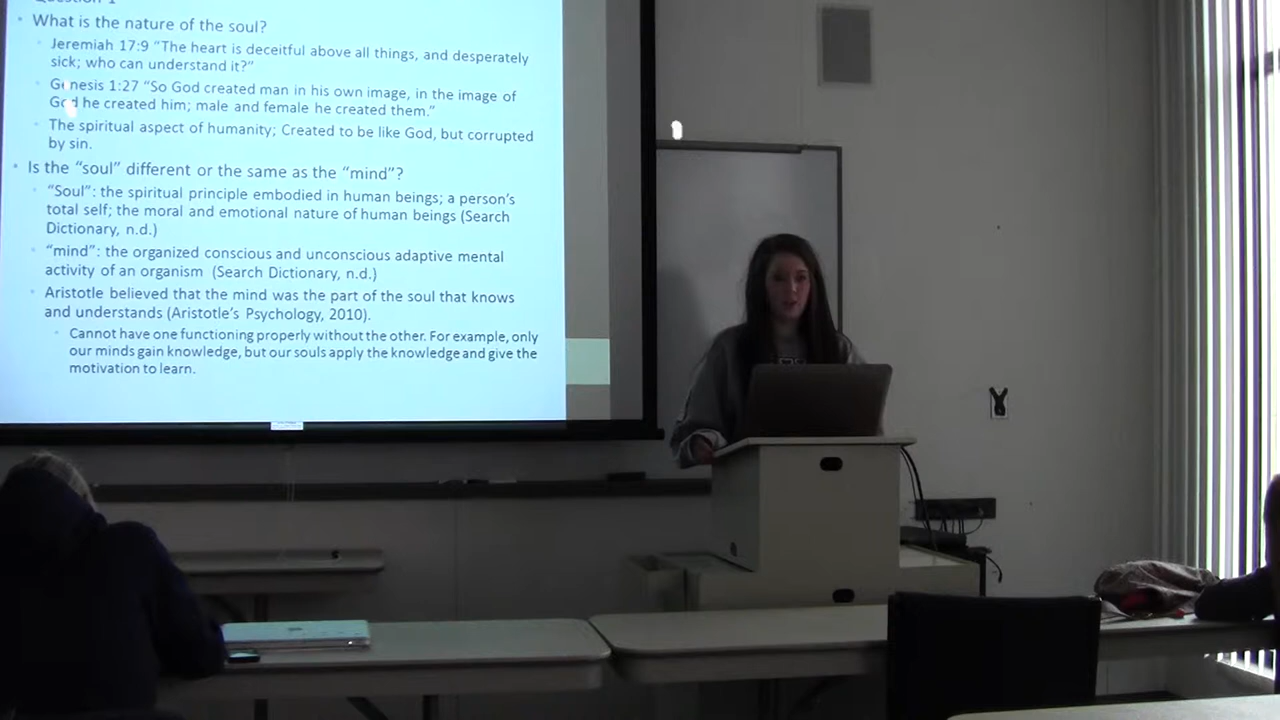 What is the nature of the soul?
Jeremiah 17:9 “The heart is deceitful above all things, and desperately
sick; who can understand it?”
Genesis 1:27 “So God created man in his own image, in the image of
God he created him; male and female he created them.”
The spiritual aspect of humanity; Created to be like God, but corrupted
by sin.
Is the “soul” different or the same as the “mind”?
“Soul”: the spiritual principle embodied in human beings; a person’s
total self; the moral and emotional nature of human beings (Search
Dictionary, n.d.)
“mind”: the organized conscious and unconscious adaptive mental
activity of an organism (Search Dictionary, n.d.)
Aristotle believed that the mind was the part of the soul that knows
and understands (Aristotle’s Psychology, 2010).
Cannot have one functioning properly without the other. For example, only
our minds gain knowledge, but our souls apply the knowledge and give the
motivation to learn.